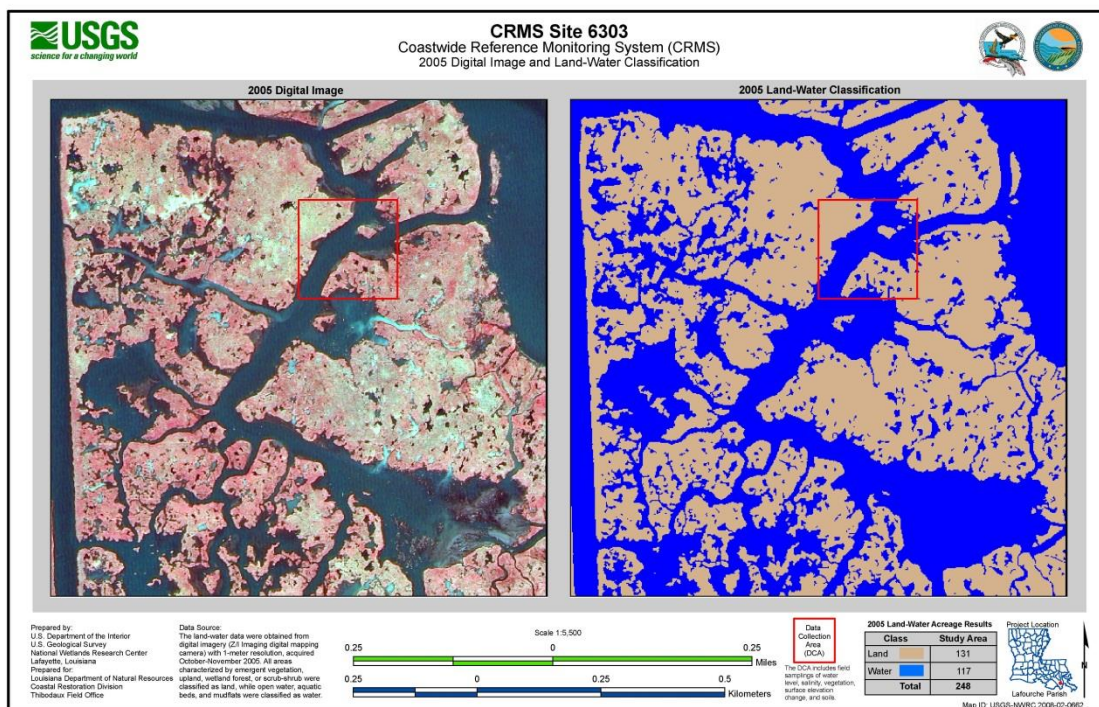 USGS
science for a changing world
CRMS Site 6303
Coastwide Reference Monitoring System (CRMS)
2005 Digital Image and Land-Water Classification
2005 Digital Image
2005 Land-Water Classification
Prepared by:
U.S. Department of the Interior
U.S. Geological Survey
National Wetlands Research Center
Lafayette, Louisiana
Prepared for:
Louisiana Department of Natural Resources
Coastal Restoration Division
Thibodaux Field Office
Data Source:
The land-water data were obtained from
digital imagery (Z/I Imaging digital mapping
camera) with 1-meter resolution, acquired
October-November 2005. All areas
characterized by emergent vegetation,
upland, wetland forest, or scrub-shrub were
classified as land, while open water, aquatic
beds, and mudflats were classified as water.
Scale 1:5,500
0.25 0 0.25
Miles
0.25 0 0.5
Kilometers
Data
Collection
Area
(DCA)
The DCA includes field
samplings of water
level, salinity, vegetation,
surface elevation
change, and soils.
2005 Land-Water Acreage Results
Class Study Area
Land 131
Water 117
Total 248
Project Location
Lafourche Parish
N
Map ID: USGS-NWRC 2008-02-0662